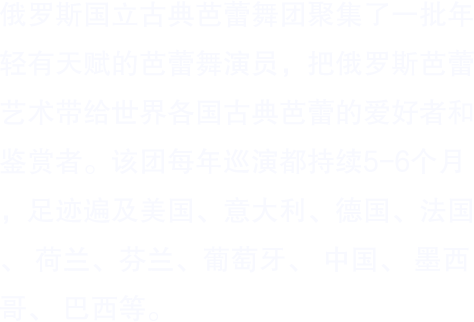 俄罗斯国立古典芭蕾舞团聚集了一批年
轻有天赋的芭蕾舞演员，把俄罗斯芭蕾
艺术带给世界各国古典芭蕾的爱好者和
鉴赏者。该团每年巡演都持续5-6个月
，足迹遍及美国、意大利、德国、法国
、 荷兰、芬兰、葡萄牙、 中国、 墨西
哥、 巴西等。